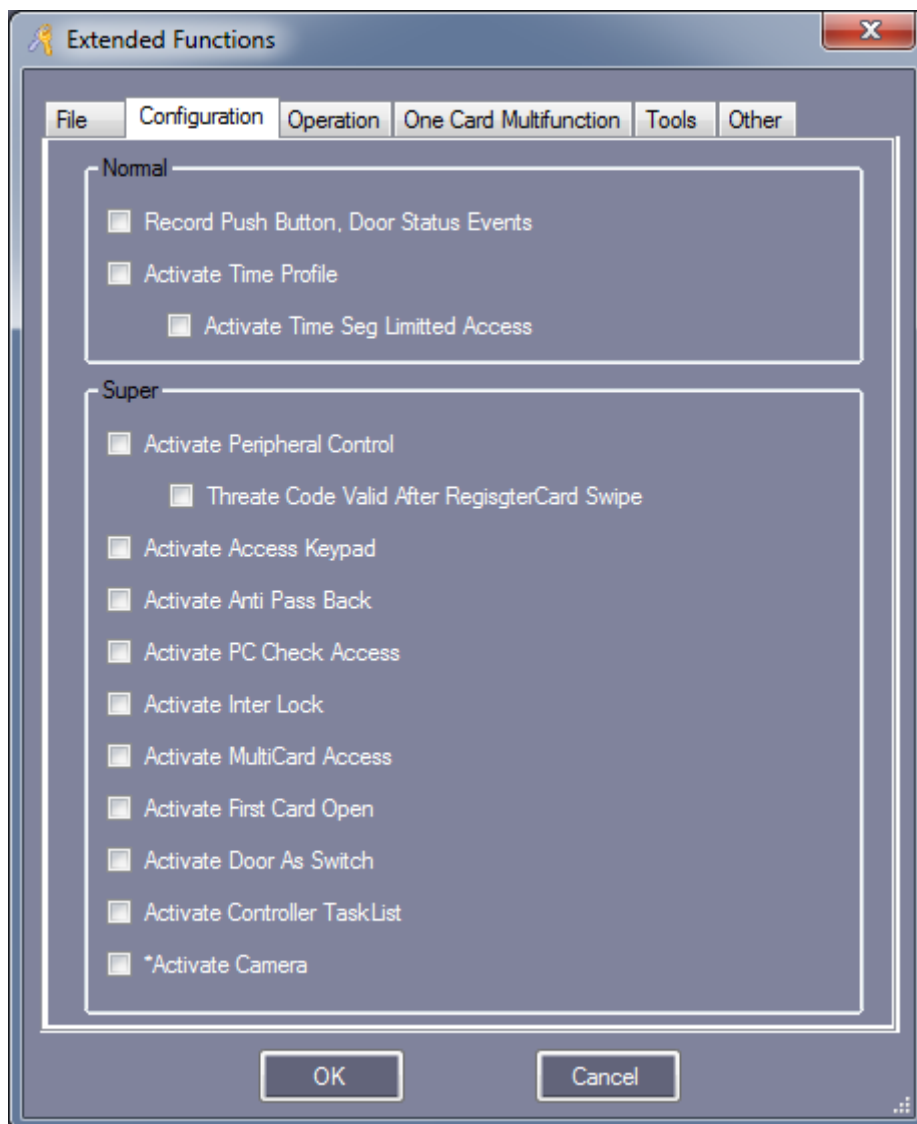 Extended Functions
File Configuration Operation One Card Multifunction Tools Other
Normal
Record Push Button, Door Status Events
Activate Time Profile
Activate Time Seg Limitted Access
Super
Activate Peripheral Control
Threate Code Valid After RegisgterCard Swipe
Activate Access Keypad
Activate Anti Pass Back
Activate PC Check Access
Activate Inter Lock
Activate MultiCard Access
Activate First Card Open
Activate Door As Switch
Activate Controller TaskList
*Activate Camera
OK Cancel